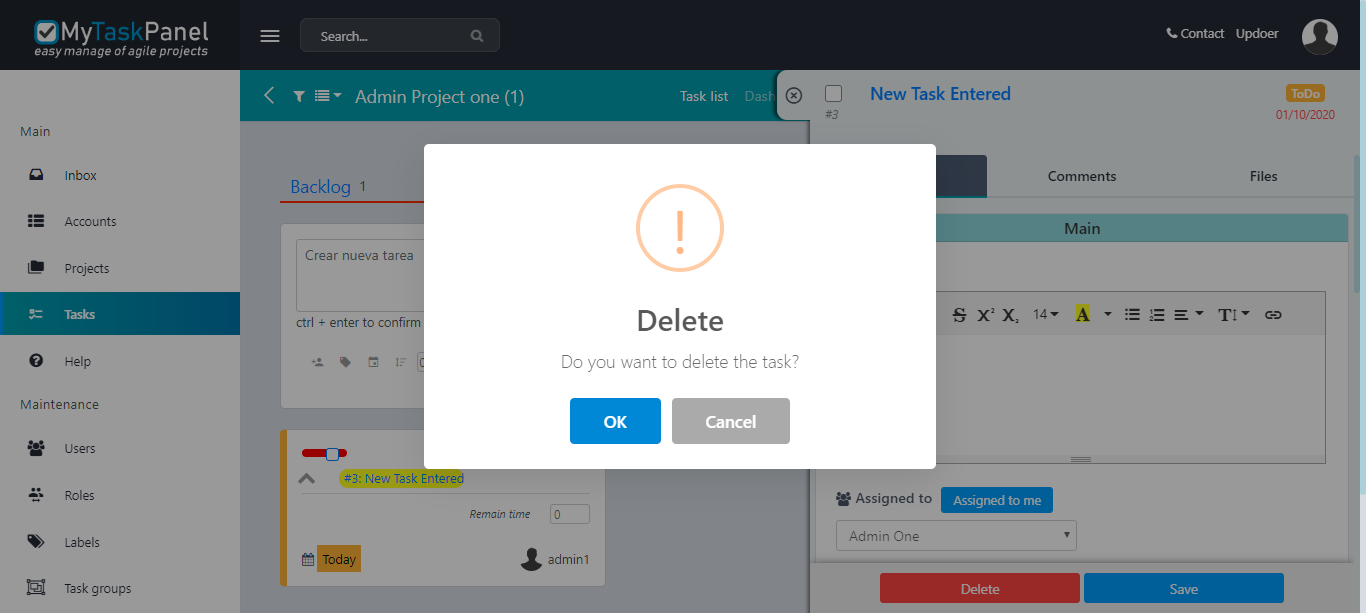 MyTaskPanel
easy manage of agile projects
Search...
Contact Updoer
Main
Inbox
Accounts
Projects
Tasks
Help
Maintenance
Users
Roles
Labels
Task groups
Admin Project one (1)
Task list Dash
Backlog 1
Crear nueva tarea
ctrl + enter to confirm
#3: New Task Entered
Remain time 0
Today
admin1
Delete
Do you want to delete the task?
OK Cancel
New Task Entered
#3
ToDo
01/10/2020
Comments Files
Main
S X² X, 14 A T
Assigned to Assigned to me
Admin One
Delete Save